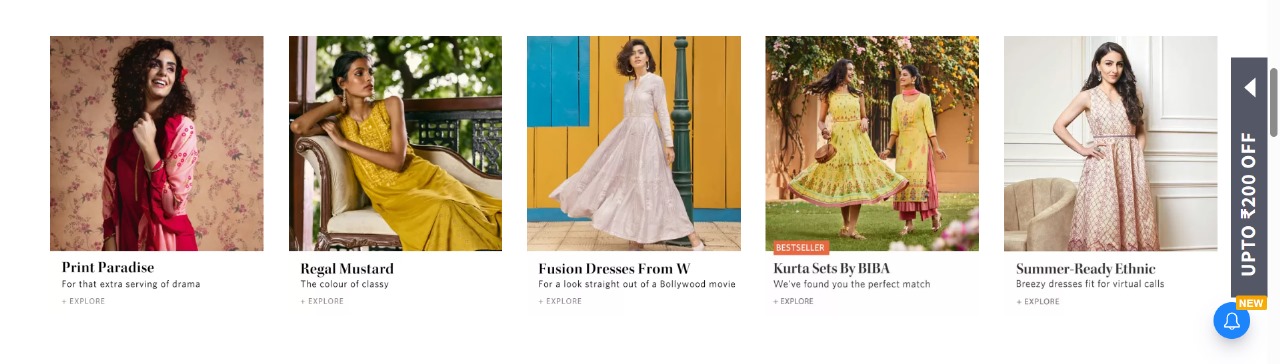 Print Paradise
For that extra serving of drama
+ EXPLORE
Regal Mustard
The colour of classy
+ EXPLORE
Fusion Dresses From W
For a look straight out of a Bollywood movie
+ EXPLORE
BESTSELLER
Kurta Sets By BIBA
We've found you the perfect match
+ EXPLORE
Summer-Ready Ethnic
Breezy dresses fit for virtual calls
+ EXPLORE
UPTO ₹200 OFF
NEW